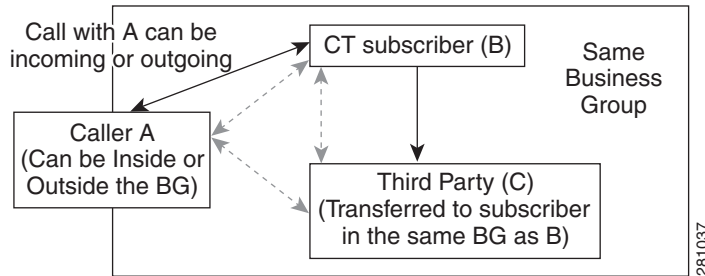 Call with A can be
incoming or outgoing
CT subscriber (B)
Same
Business
Group
Caller A
(Can be Inside or
Outside the BG)
Third Party (C)
(Transferred to subscriber
in the same BG as B)
281037